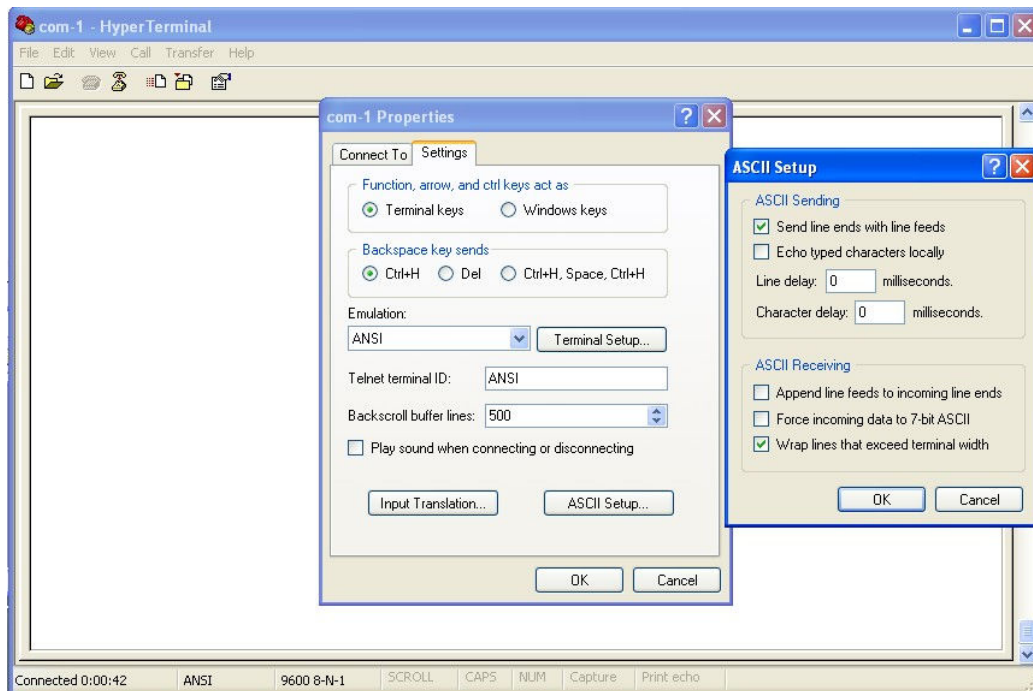 com-1 - HyperTerminal
File Edit View Call Transfer Help
com-1 Properties
Connect To Settings
Function, arrow, and ctrl keys act as
Terminal keys Windows keys
Backspace key sends
Ctrl+H Del Ctrl+H, Space, Ctrl+H
Emulation:
ANSI Terminal Setup...
Telnet terminal ID: ANSI
Backscroll buffer lines: 500
Play sound when connecting or disconnecting
Input Translation... ASCII Setup...
OK Cancel
ASCII Setup
ASCII Sending
Send line ends with line feeds
Echo typed characters locally
Line delay: 0 milliseconds.
Character delay: 0 milliseconds.
ASCII Receiving
Append line feeds to incoming line ends
Force incoming data to 7-bit ASCII
Wrap lines that exceed terminal width
OK Cancel
Connected 0:00:42 ANSI 9600 8-N-1 SCROLL CAPS NUM Capture Print echo